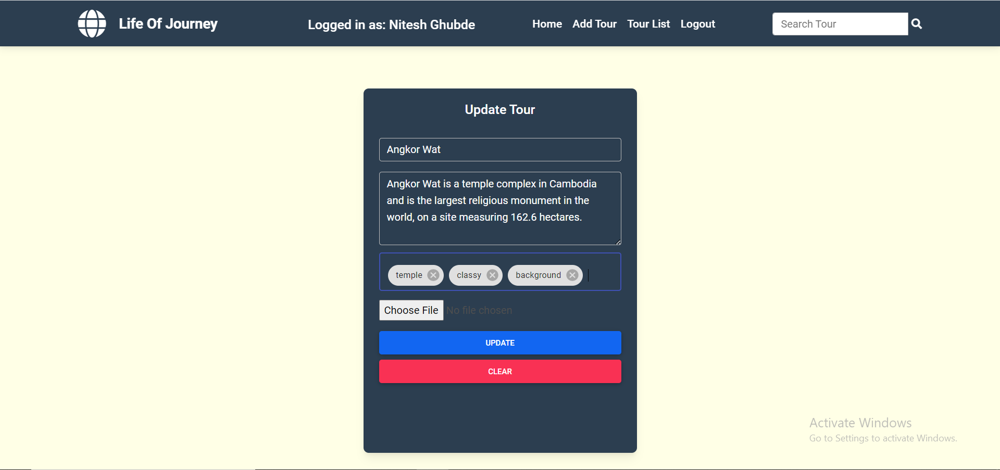 Life Of Journey
Logged in as: Nitesh Ghubde
Home Add Tour Tour List Logout
Search Tour
Update Tour
Angkor Wat
Angkor Wat is a temple complex in Cambodia
and is the largest religious monument in the
world, on a site measuring 162.6 hectares.
temple classy background
Choose File No file chosen
UPDATE
CLEAR
Activate Windows
Go to Settings to activate Windows.